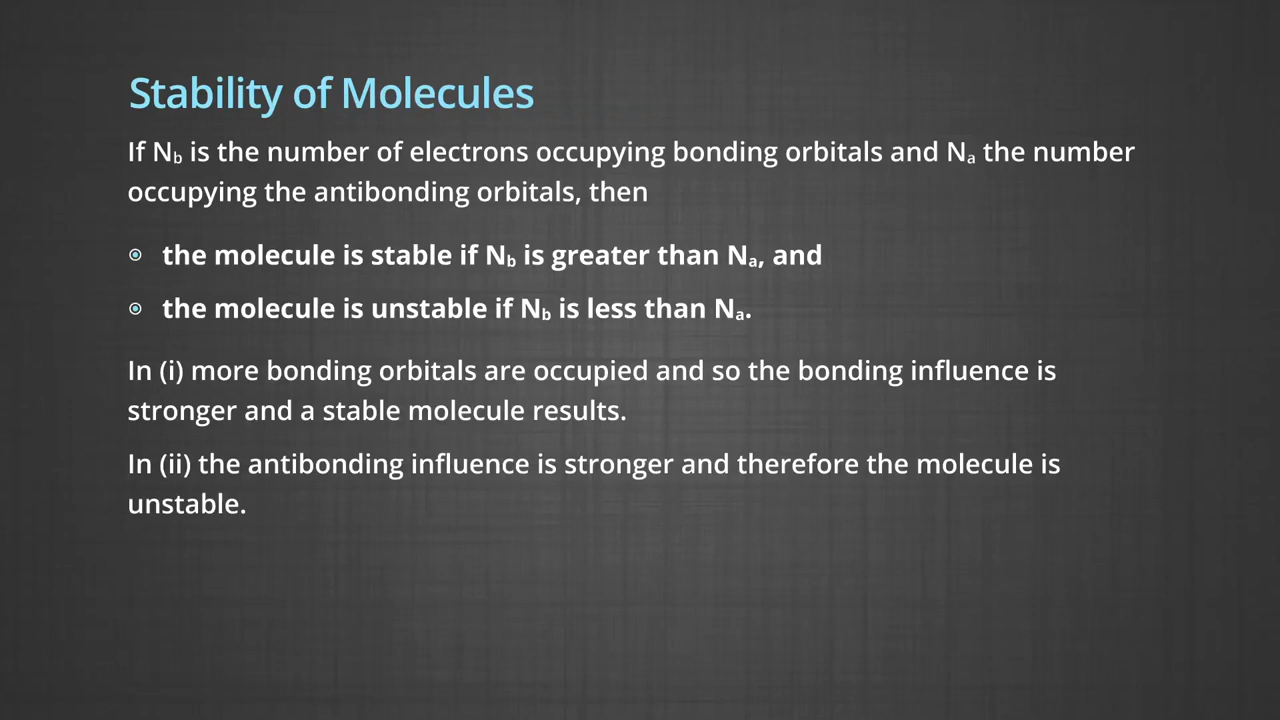 Stability of Molecules
If Nb is the number of electrons occupying bonding orbitals and Na the number
occupying the antibonding orbitals, then
the molecule is stable if Nb is greater than Na, and
the molecule is unstable if Nb is less than Na.
In (i) more bonding orbitals are occupied and so the bonding influence is
stronger and a stable molecule results.
In (ii) the antibonding influence is stronger and therefore the molecule is
unstable.